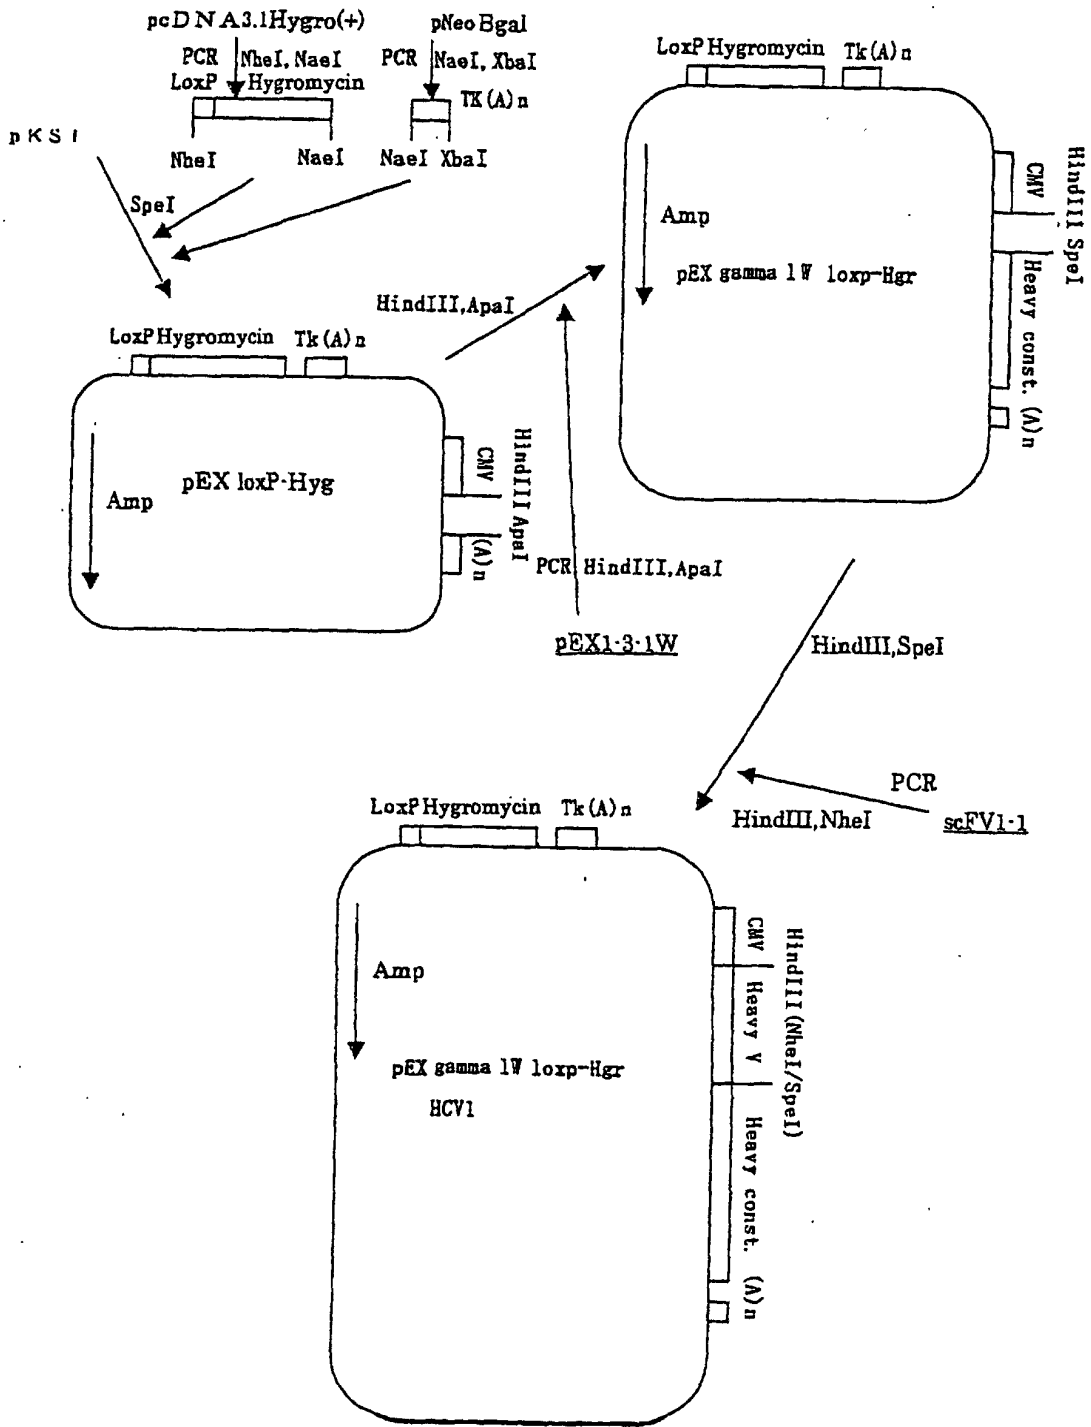 pcDNA3.1Hygro(+)
pNeoBgal
PCR NheI, NaeI
PCR NaeI, XbaI
LoxP Hygromycin
TK(A)n
NheI NaeI
NaeI XbaI
SpeI
LoxP Hygromycin Tk(A)n
Amp
pEX loxP-Hyg
CMV
(A)n
HindIII ApaI
HindIII,ApaI
PCR HindIII,ApaI
pEX1-3-1W
LoxP Hygromycin Tk(A)n
Amp
pEX gamma 1W loxp-Hgr
CMV
Heavy const. (A)n
HindIII SpeI
HindIII,SpeI
PCR
HindIII,NheI
scFV1-1
LoxP Hygromycin Tk(A)n
Amp
pEX gamma 1W loxp-Hgr
HCV1
CMV
Heavy V
Heavy const. (A)n
HindIII (NheI/SpeI)